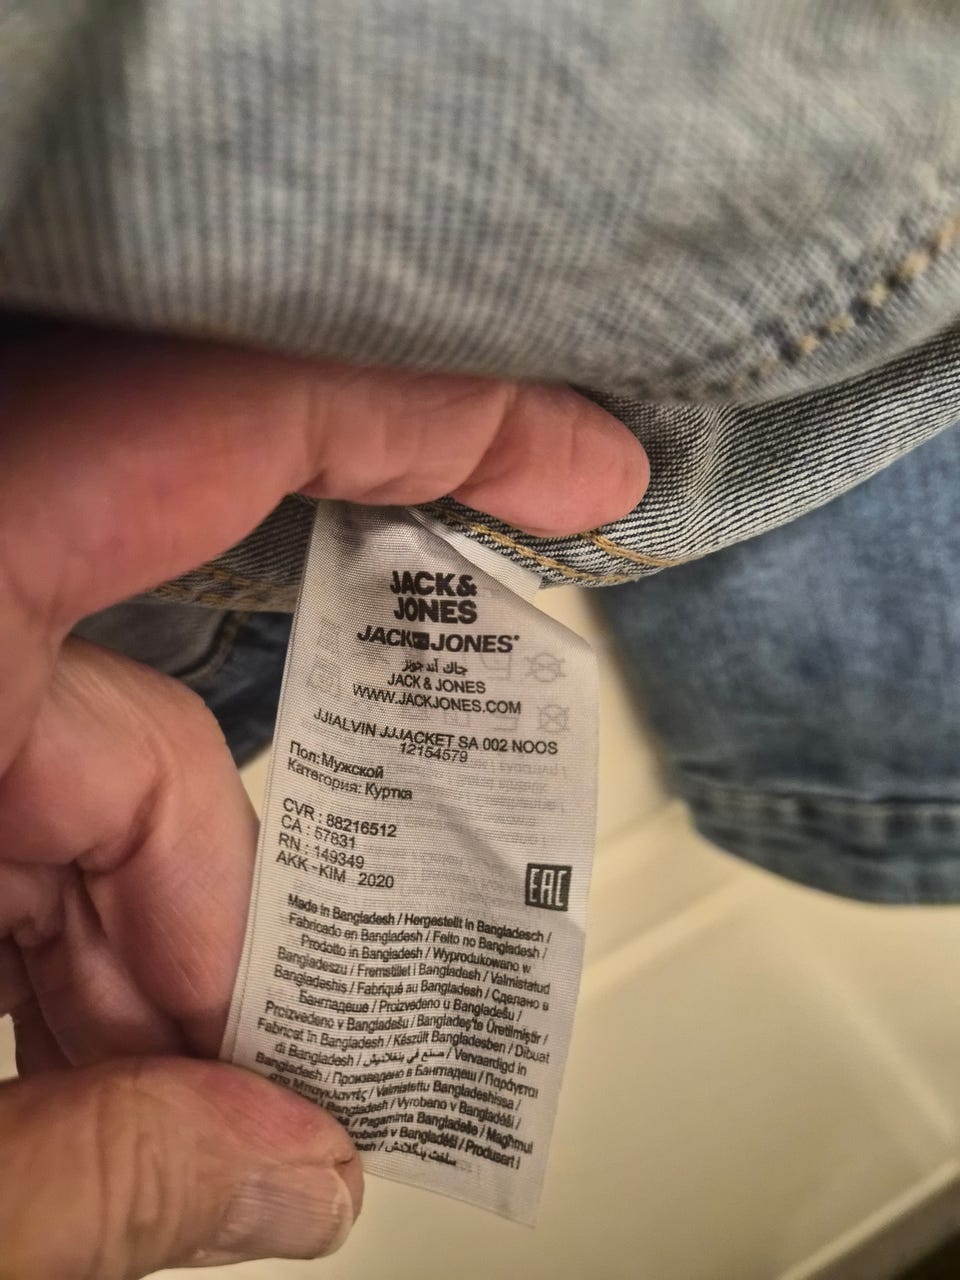 JACK&
JONES
JACK JONES
جاك آند جونز
JACK & JONES
WWW.JACKJONES.COM
JJIALVIN JJJACKET SA 002 NOOS
12154579
Пол: Мужской
Категория: Куртка
CVR : 88216512
CA : 57831
RN : 149349
AKK - KIM 2020
EAC
Made in Bangladesh / Hergestellt in Bangladesch /
Fabricado en Bangladesh / Feito no Bangladesh /
Prodotto in Bangladesh / Wyprodukowano w
Bangladeszu / Fremstillet i Bangladesh / Valmistatud
Bangladeshis / Fabriqué au Bangladesh / Сделано в
Бангладеше / Proizvedeno u Bangladešu /
Proizvedeno v Bangladešu / Bangladeş'te Üretilmiştir /
Fabricat în Bangladesh / Készült Bangladesben / Dibuat
di Bangladesh / صنع في بنغلاديش / Vervaardigd in
Bangladesh / Произведено в Бангладеш / Παράγεται
στο Μπαγκλαντές / Valmistettu Bangladeshissa /
Bangladesh / Vyrobeno v Bangladéši /
/ Pagaminta Bangladeše / Maghmul
v Bangladéši / Produsert i
/ ساخت بنگلادش